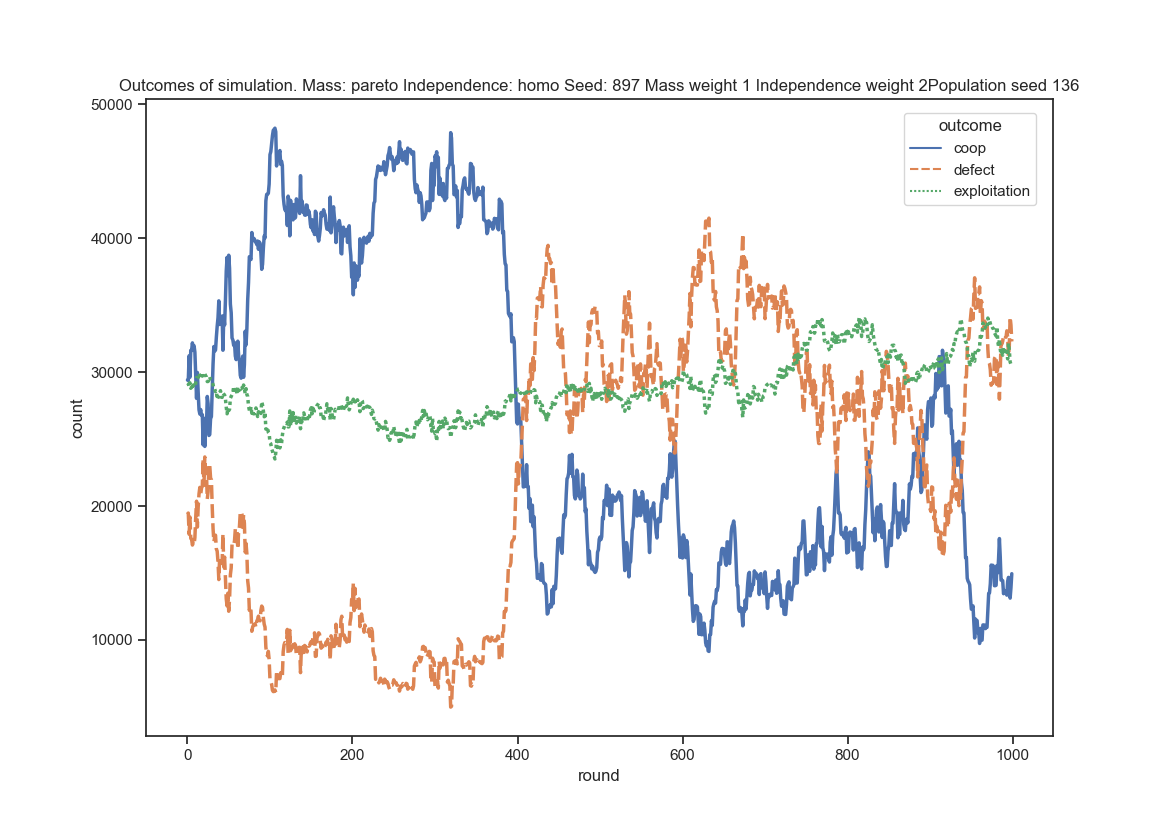 Outcomes of simulation. Mass: pareto Independence: homo Seed: 897 Mass weight 1 Independence weight 2Population seed 136
50000
40000
30000
20000
10000
count
outcome
coop
defect
exploitation
0
200
400
600
800
1000
round